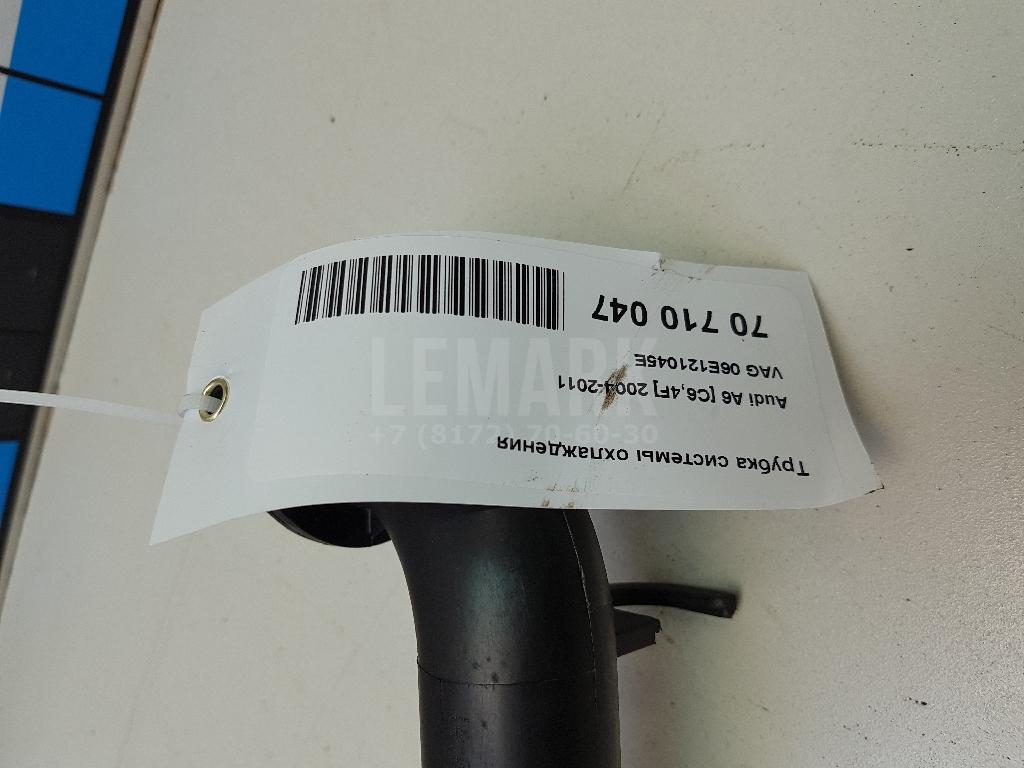 Трубка системы охлаждения
Audi A6 [C6,4F] 2004-2011
VAG 06E121045E
70 710 047
LEMARK
+7 (8172) 70-60-30